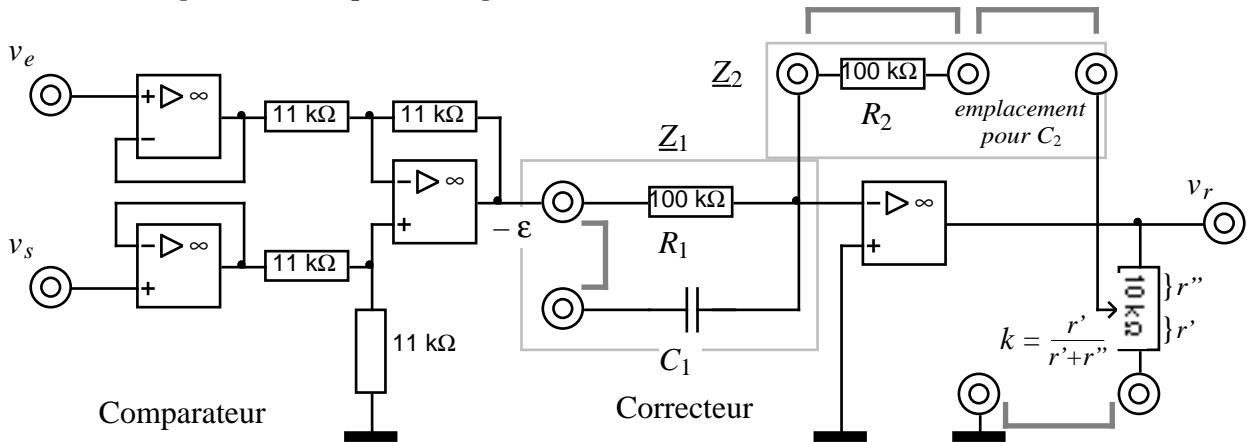 v_e
+ ▷ ∞
−
11 kΩ
11 kΩ
− ▷ ∞
+
v_s
− ▷ ∞
+
11 kΩ
11 kΩ
− ε
Comparateur
Z_1
100 kΩ
R_1
C_1
Correcteur
Z_2
100 kΩ
R_2
emplacement
pour C_2
− ▷ ∞
+
v_r
10 kΩ
}r''
}r'
k = r' / r'+r''